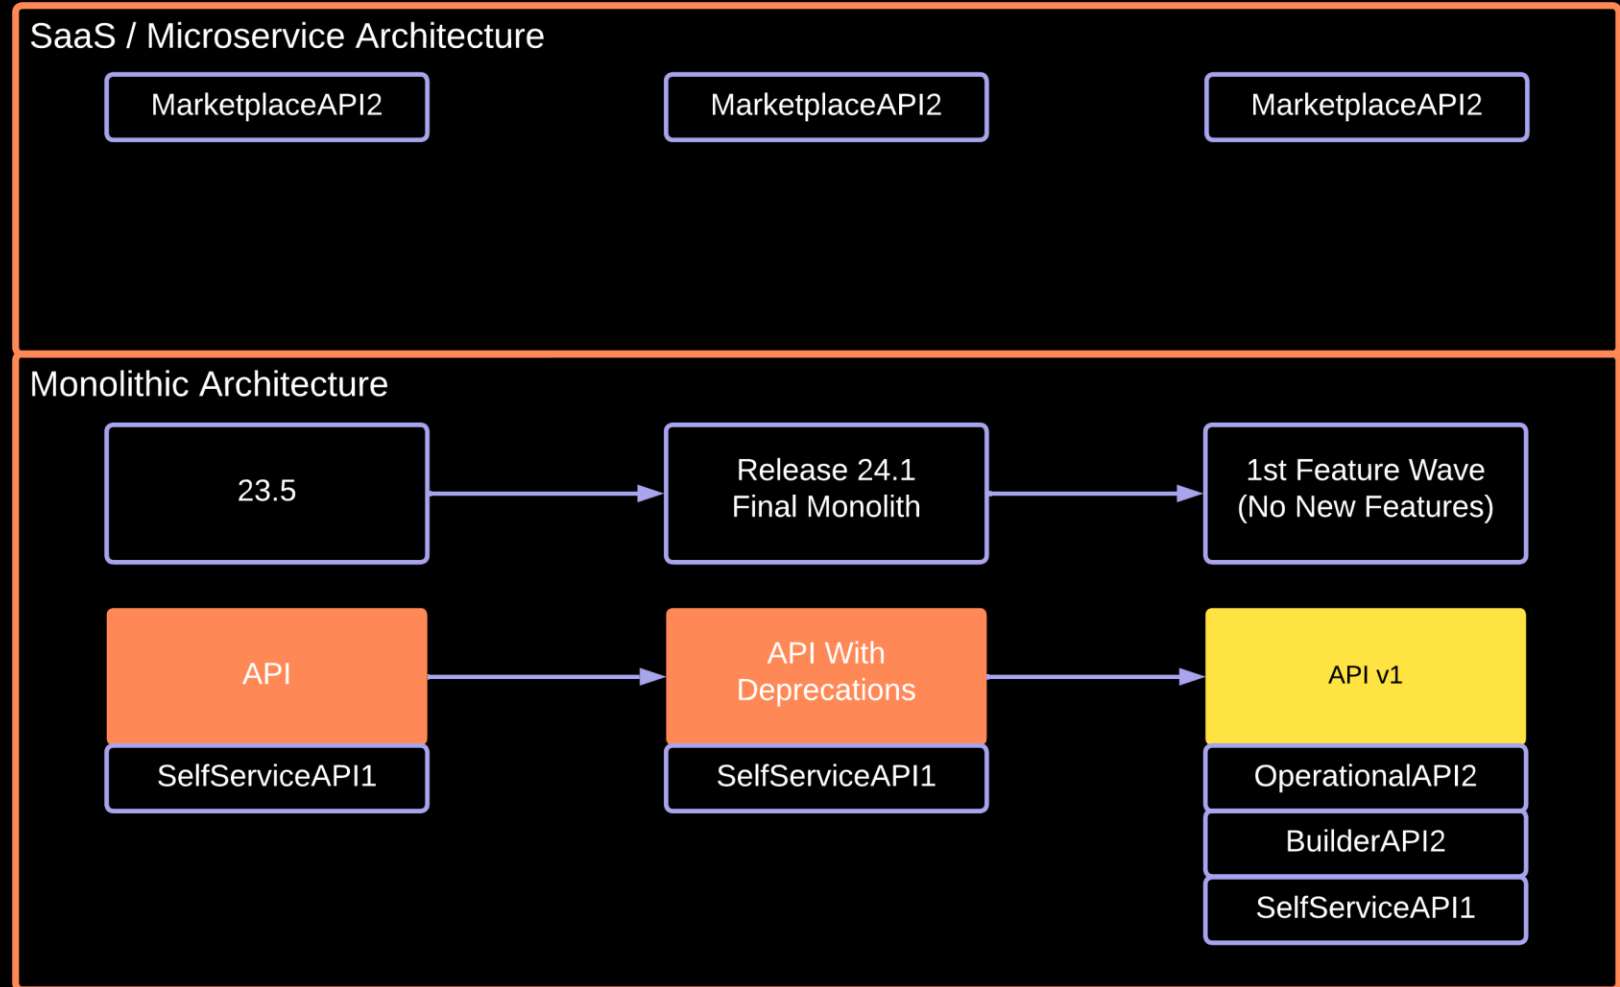 SaaS / Microservice Architecture
MarketplaceAPI2
MarketplaceAPI2
MarketplaceAPI2
Monolithic Architecture
23.5
Release 24.1
Final Monolith
1st Feature Wave
(No New Features)
API
API With
Deprecations
API v1
SelfServiceAPI1
SelfServiceAPI1
OperationalAPI2
BuilderAPI2
SelfServiceAPI1